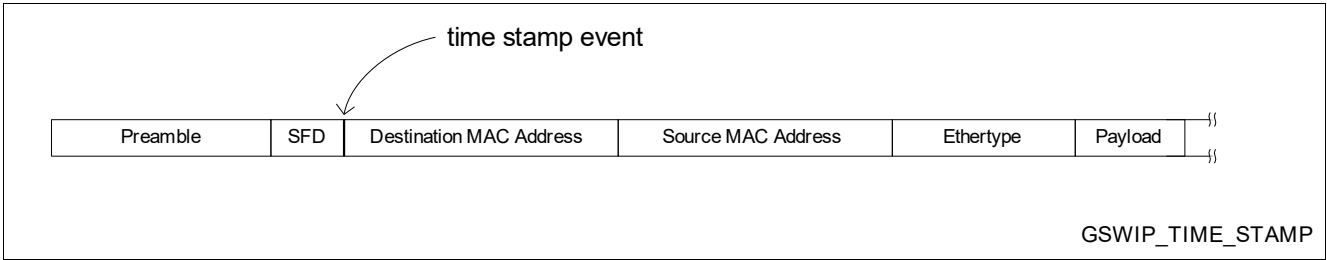 time stamp event
Preamble SFD Destination MAC Address Source MAC Address Ethertype Payload
GSWIP_TIME_STAMP